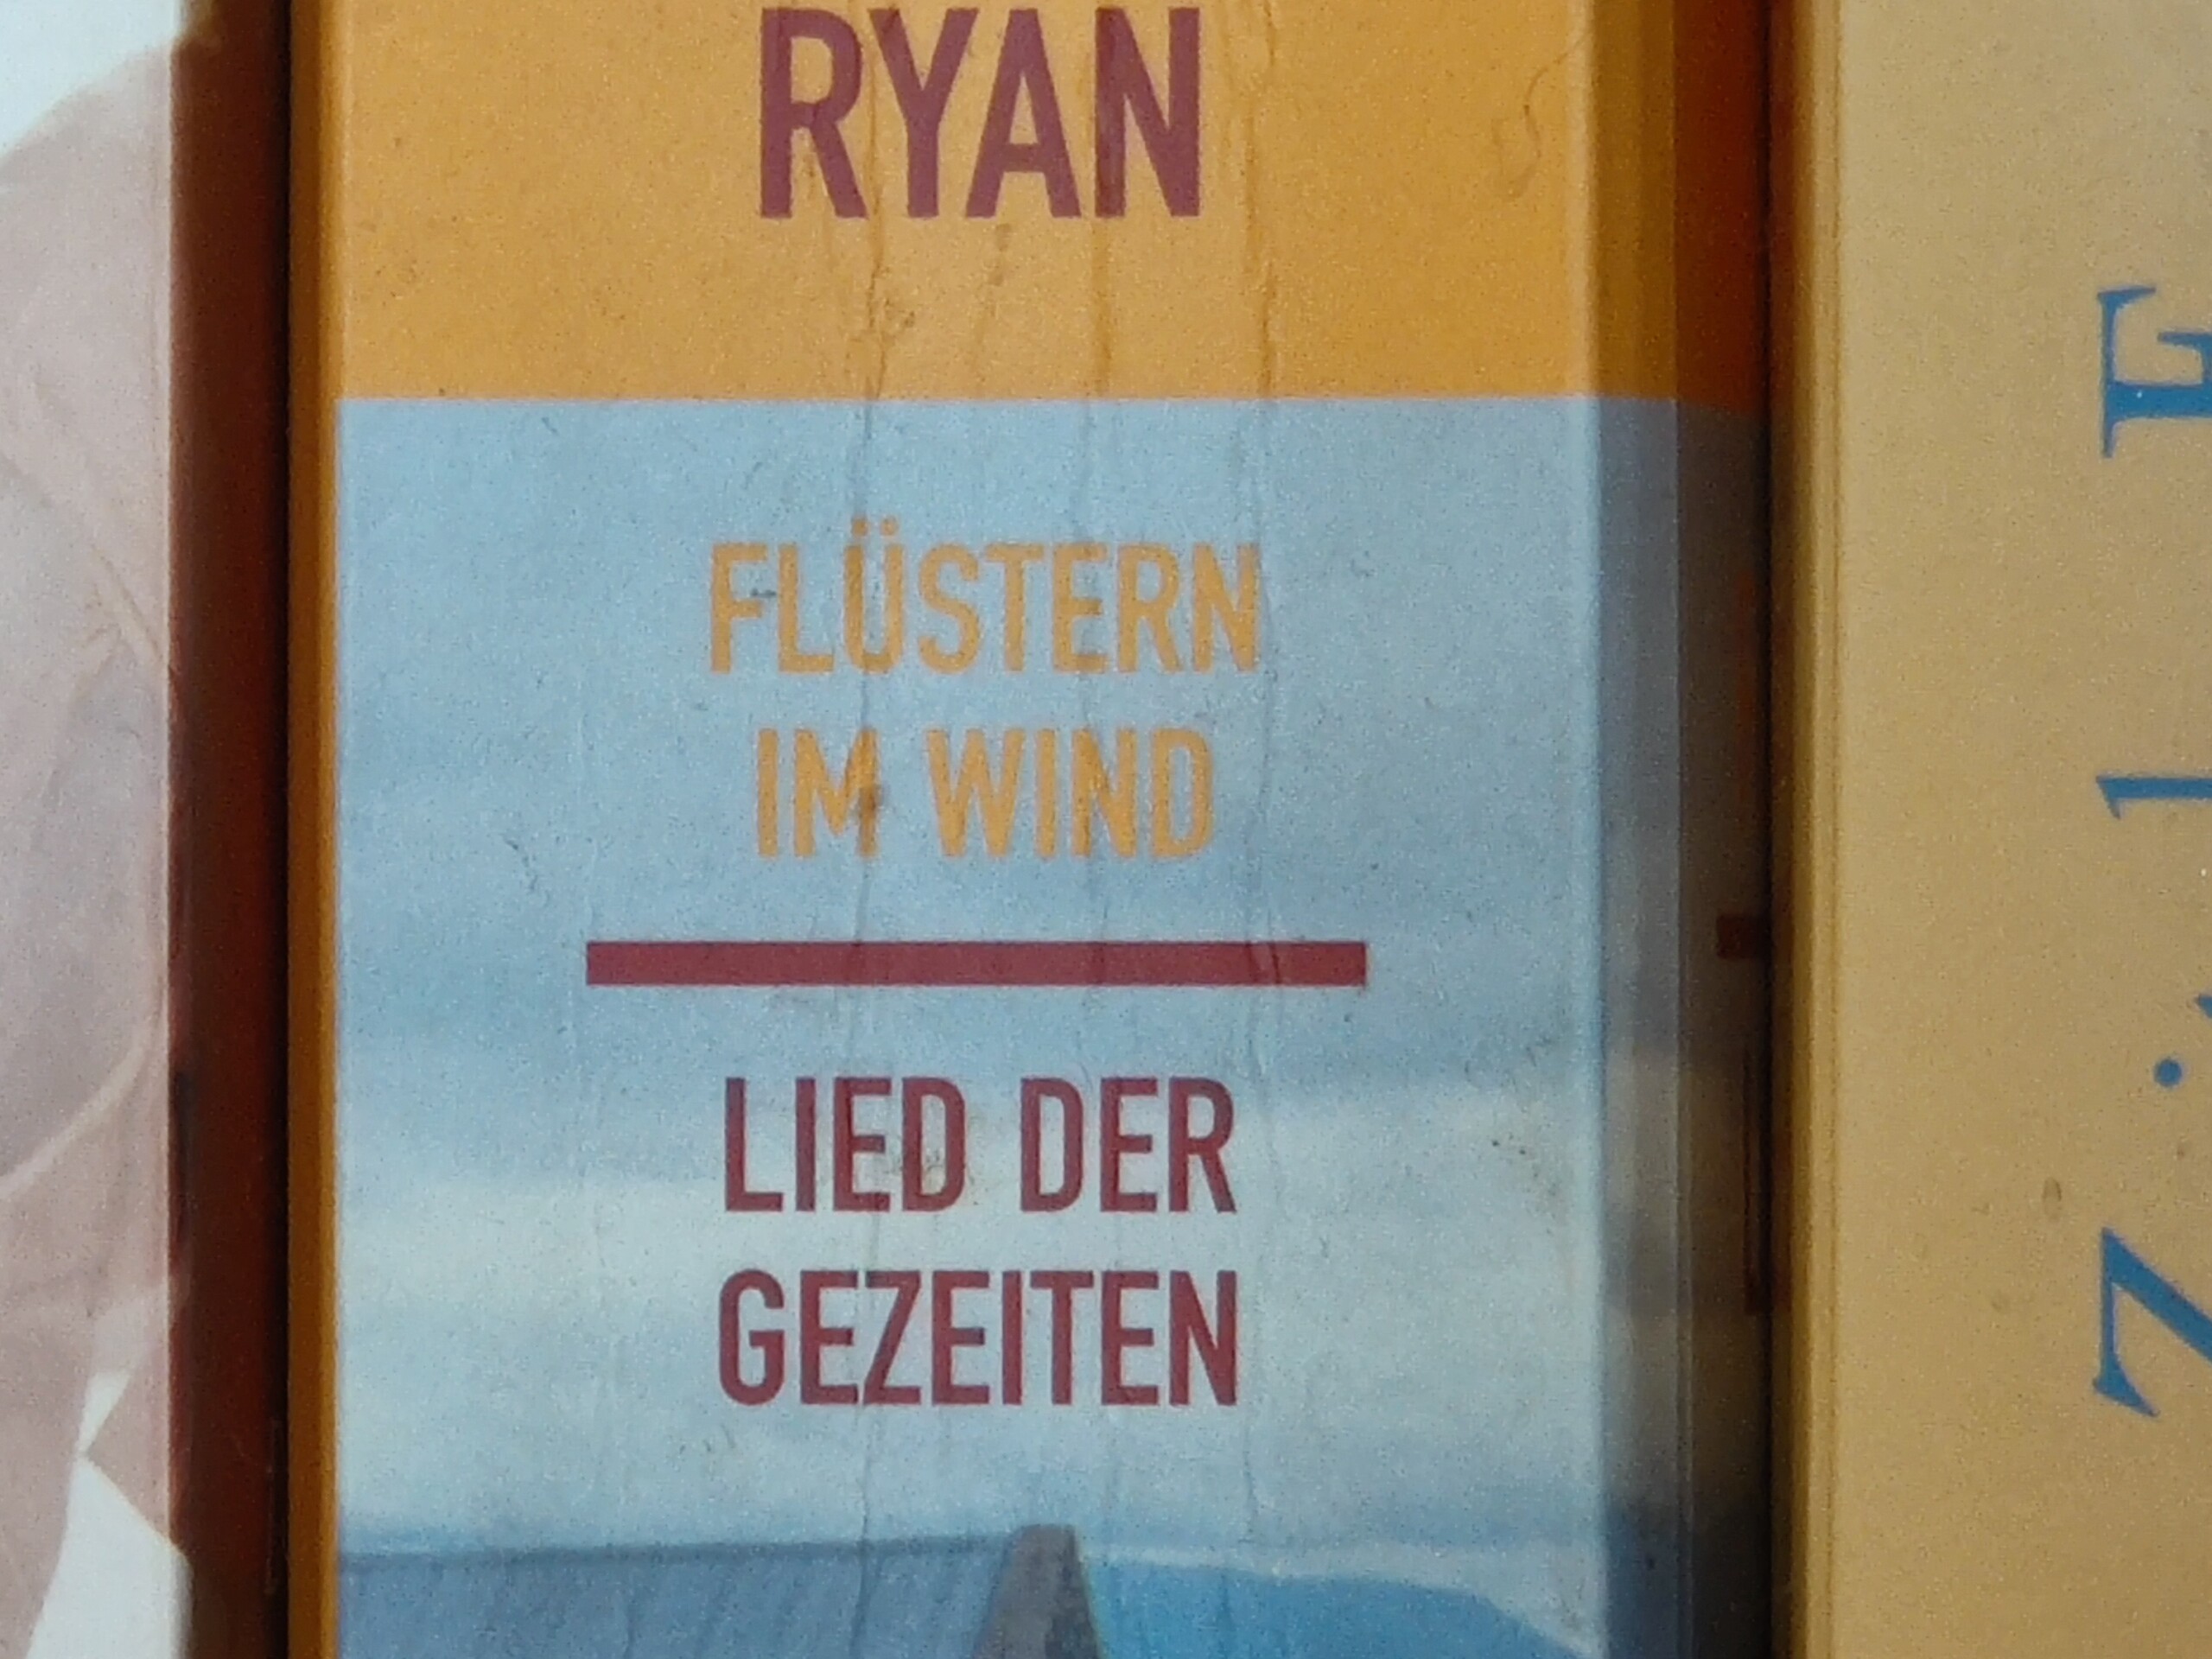 RYAN
FLÜSTERN
IM WIND
LIED DER
GEZEITEN